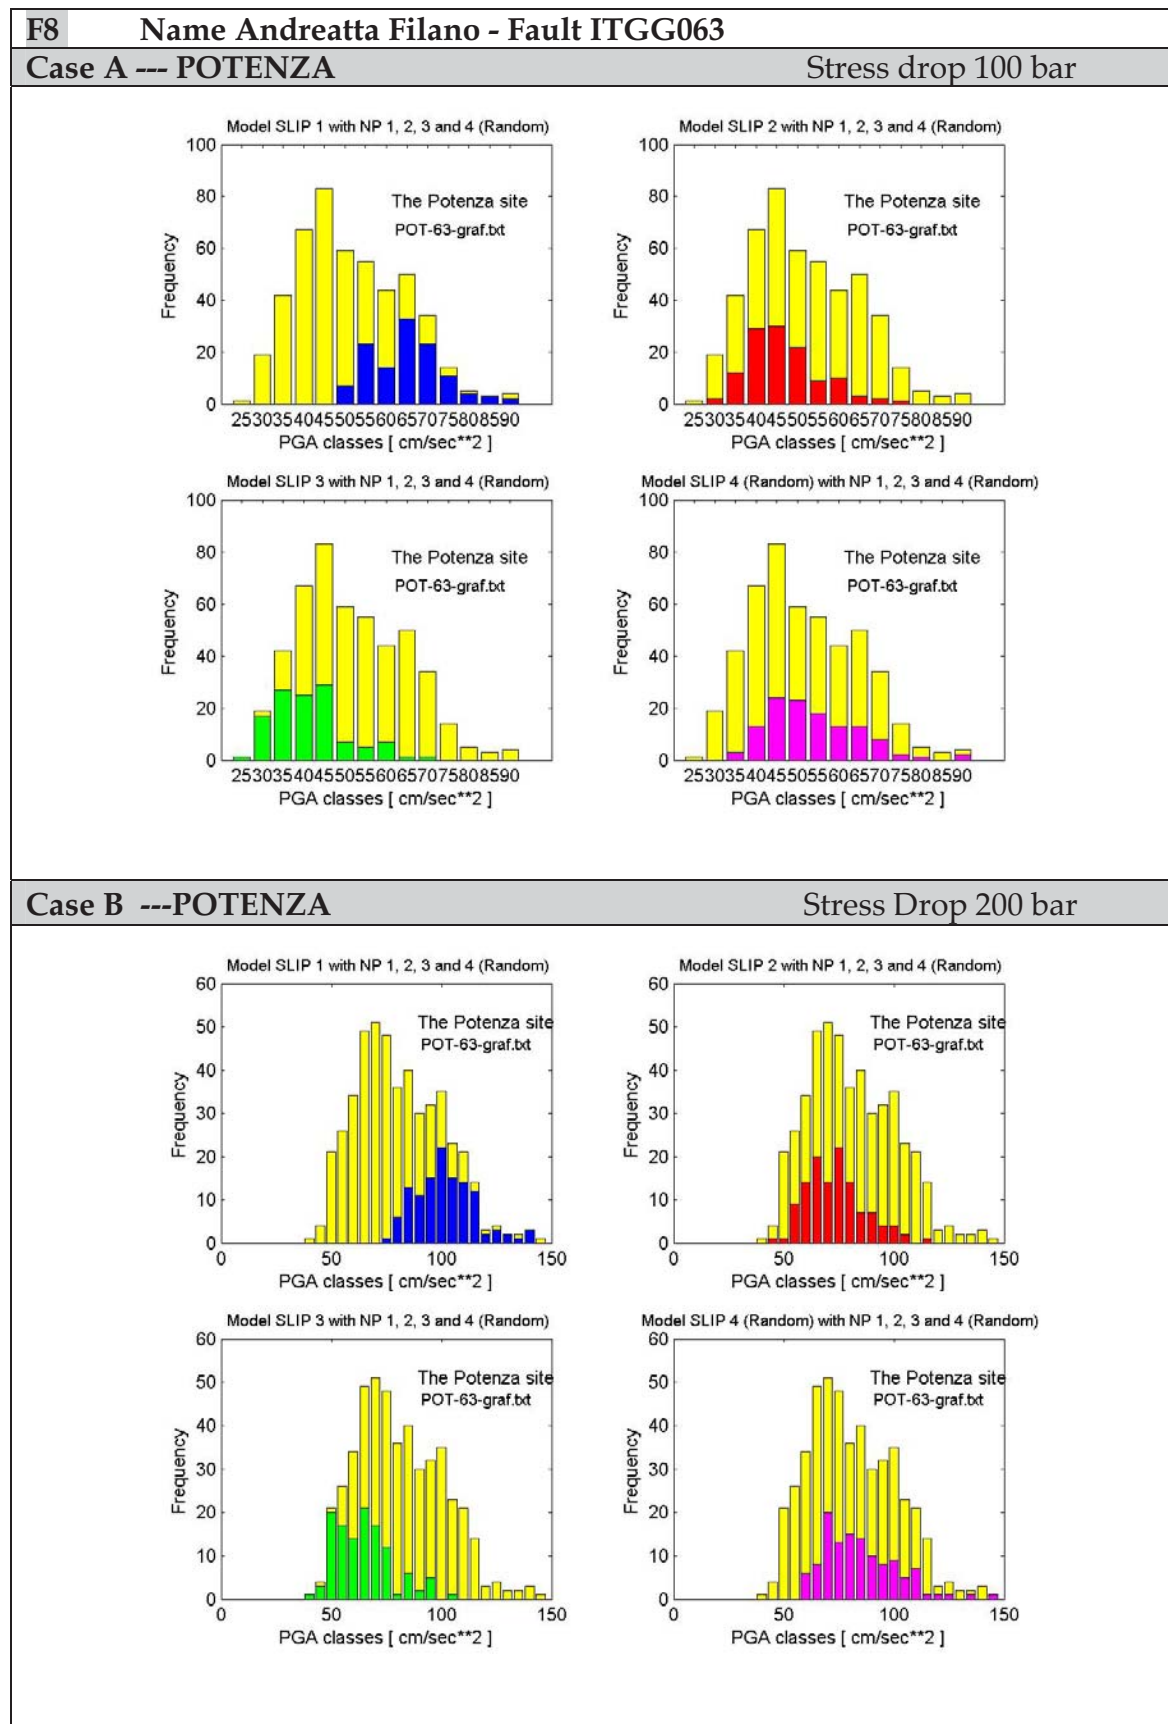 F8 Name Andreatta Filano - Fault ITGG063
Case A --- POTENZA Stress drop 100 bar
Model SLIP 1 with NP 1, 2, 3 and 4 (Random)
100
80
60
40
20
0
Frequency
The Potenza site
POT-63-graf.txt
2530354045505560657075808590
PGA classes [ cm/sec**2 ]
Model SLIP 2 with NP 1, 2, 3 and 4 (Random)
100
80
60
40
20
0
Frequency
The Potenza site
POT-63-graf.txt
2530354045505560657075808590
PGA classes [ cm/sec**2 ]
Model SLIP 3 with NP 1, 2, 3 and 4 (Random)
100
80
60
40
20
0
Frequency
The Potenza site
POT-63-graf.txt
2530354045505560657075808590
PGA classes [ cm/sec**2 ]
Model SLIP 4 (Random) with NP 1, 2, 3 and 4 (Random)
100
80
60
40
20
0
Frequency
The Potenza site
POT-63-graf.txt
2530354045505560657075808590
PGA classes [ cm/sec**2 ]
Case B ---POTENZA Stress Drop 200 bar
Model SLIP 1 with NP 1, 2, 3 and 4 (Random)
60
50
40
30
20
10
0
Frequency
The Potenza site
POT-63-graf.txt
0 50 100 150
PGA classes [ cm/sec**2 ]
Model SLIP 2 with NP 1, 2, 3 and 4 (Random)
60
50
40
30
20
10
0
Frequency
The Potenza site
POT-63-graf.txt
0 50 100 150
PGA classes [ cm/sec**2 ]
Model SLIP 3 with NP 1, 2, 3 and 4 (Random)
60
50
40
30
20
10
0
Frequency
The Potenza site
POT-63-graf.txt
0 50 100 150
PGA classes [ cm/sec**2 ]
Model SLIP 4 (Random) with NP 1, 2, 3 and 4 (Random)
60
50
40
30
20
10
0
Frequency
The Potenza site
POT-63-graf.txt
0 50 100 150
PGA classes [ cm/sec**2 ]